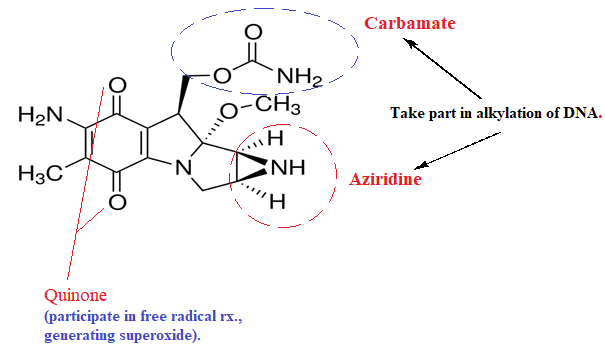 Carbamate
O
O
NH2
O
O
CH3
H2N
H
Take part in alkylation of DNA.
N
NH
H3C
Aziridine
H
O
Quinone
(participate in free radical rx.,
generating superoxide).